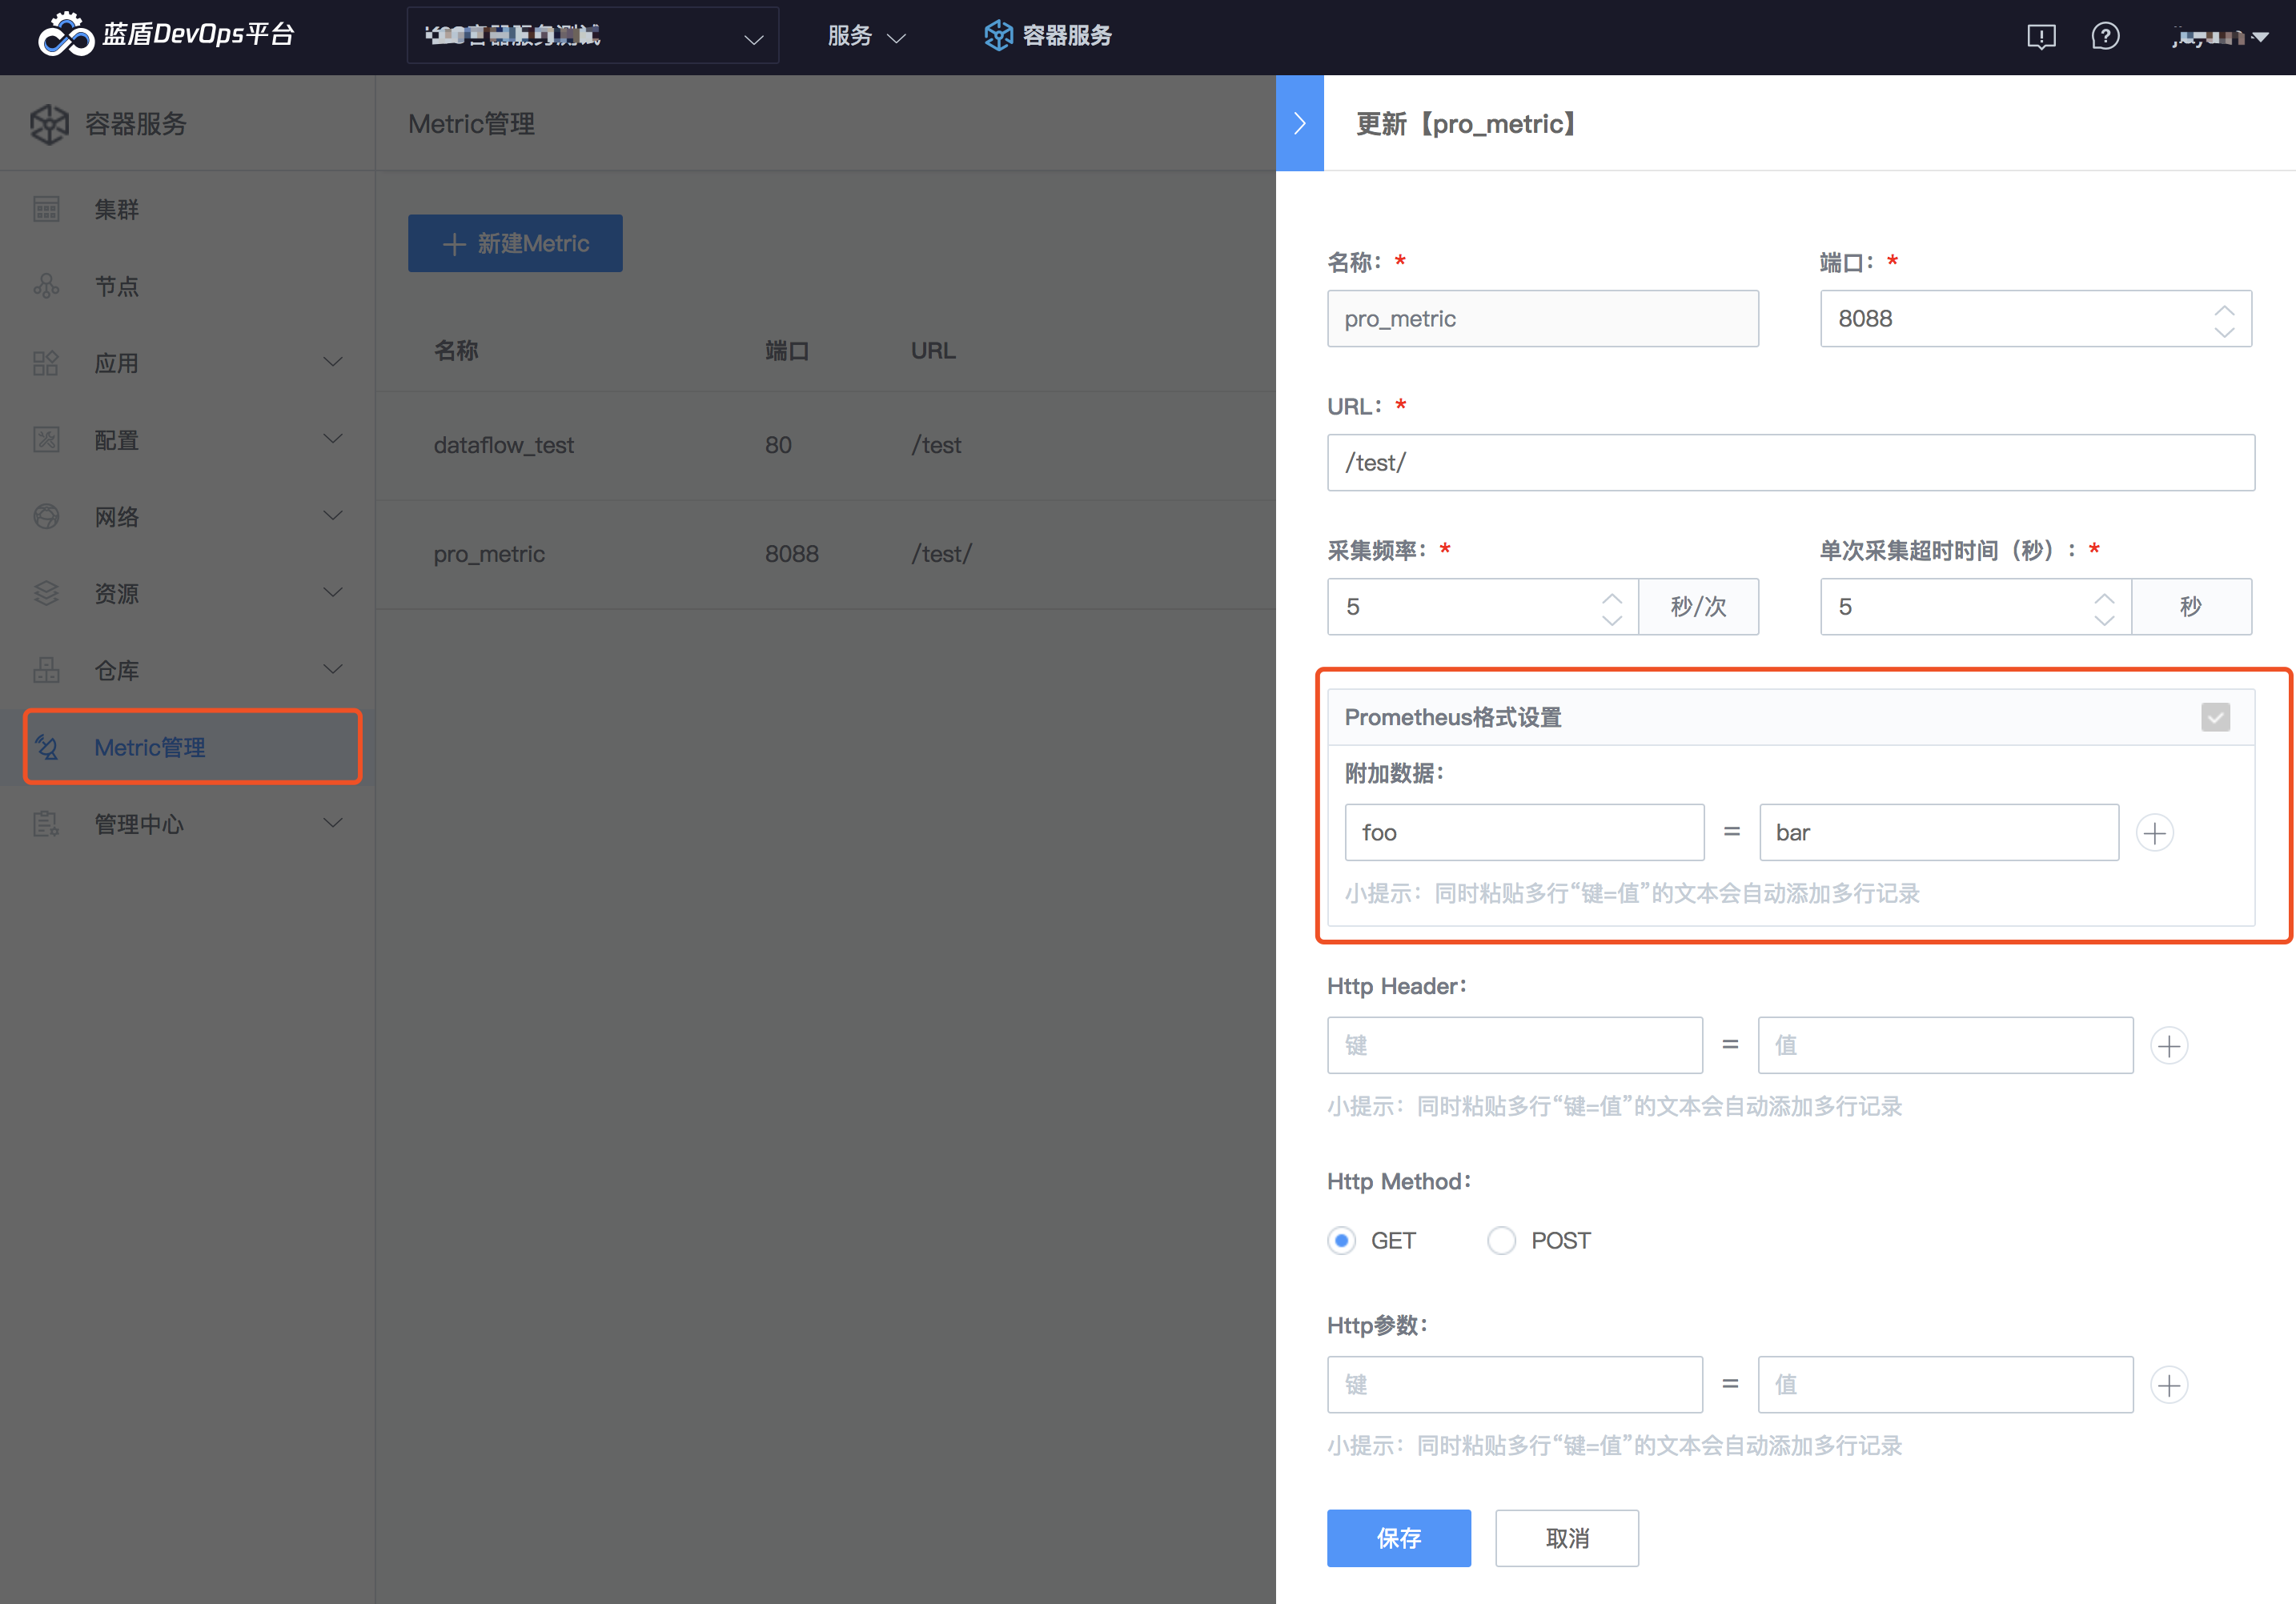 蓝盾DevOps平台
容器服务测试
服务
容器服务
容器服务
集群
节点
应用
配置
网络
资源
仓库
Metric管理
管理中心
Metric管理
新建Metric
名称 端口 URL
dataflow_test 80 /test
pro_metric 8088 /test/
更新【pro_metric】
名称：* 端口：*
pro_metric 8088
URL：*
/test/
采集频率：* 单次采集超时时间（秒）：*
5 秒/次 5 秒
Prometheus格式设置
附加数据：
foo = bar
小提示：同时粘贴多行“键=值”的文本会自动添加多行记录
Http Header：
键 = 值
小提示：同时粘贴多行“键=值”的文本会自动添加多行记录
Http Method：
GET POST
Http参数：
键 = 值
小提示：同时粘贴多行“键=值”的文本会自动添加多行记录
保存 取消